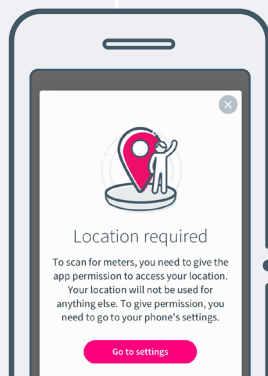 Location required
To scan for meters, you need to give the
app permission to access your location.
Your location will not be used for
anything else. To give permission, you
need to go to your phone's settings.
Go to settings